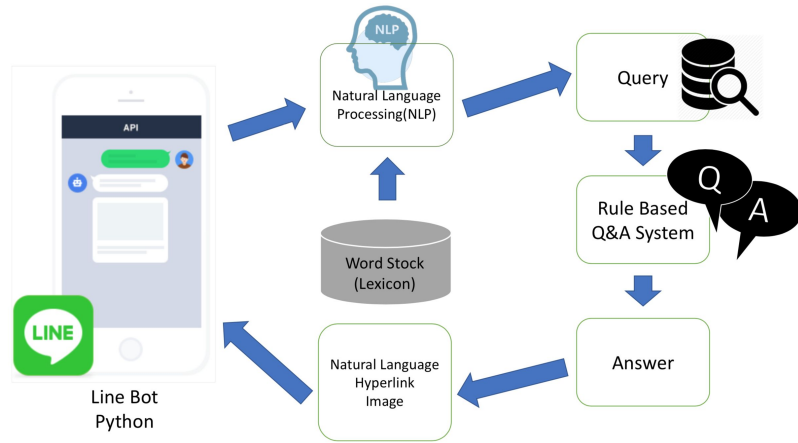 NLP
Natural Language
Processing(NLP)
Query
API
Q
A
Rule Based
Q&A System
Word Stock
(Lexicon)
LINE
Natural Language
Hyperlink
Image
Answer
Line Bot
Python